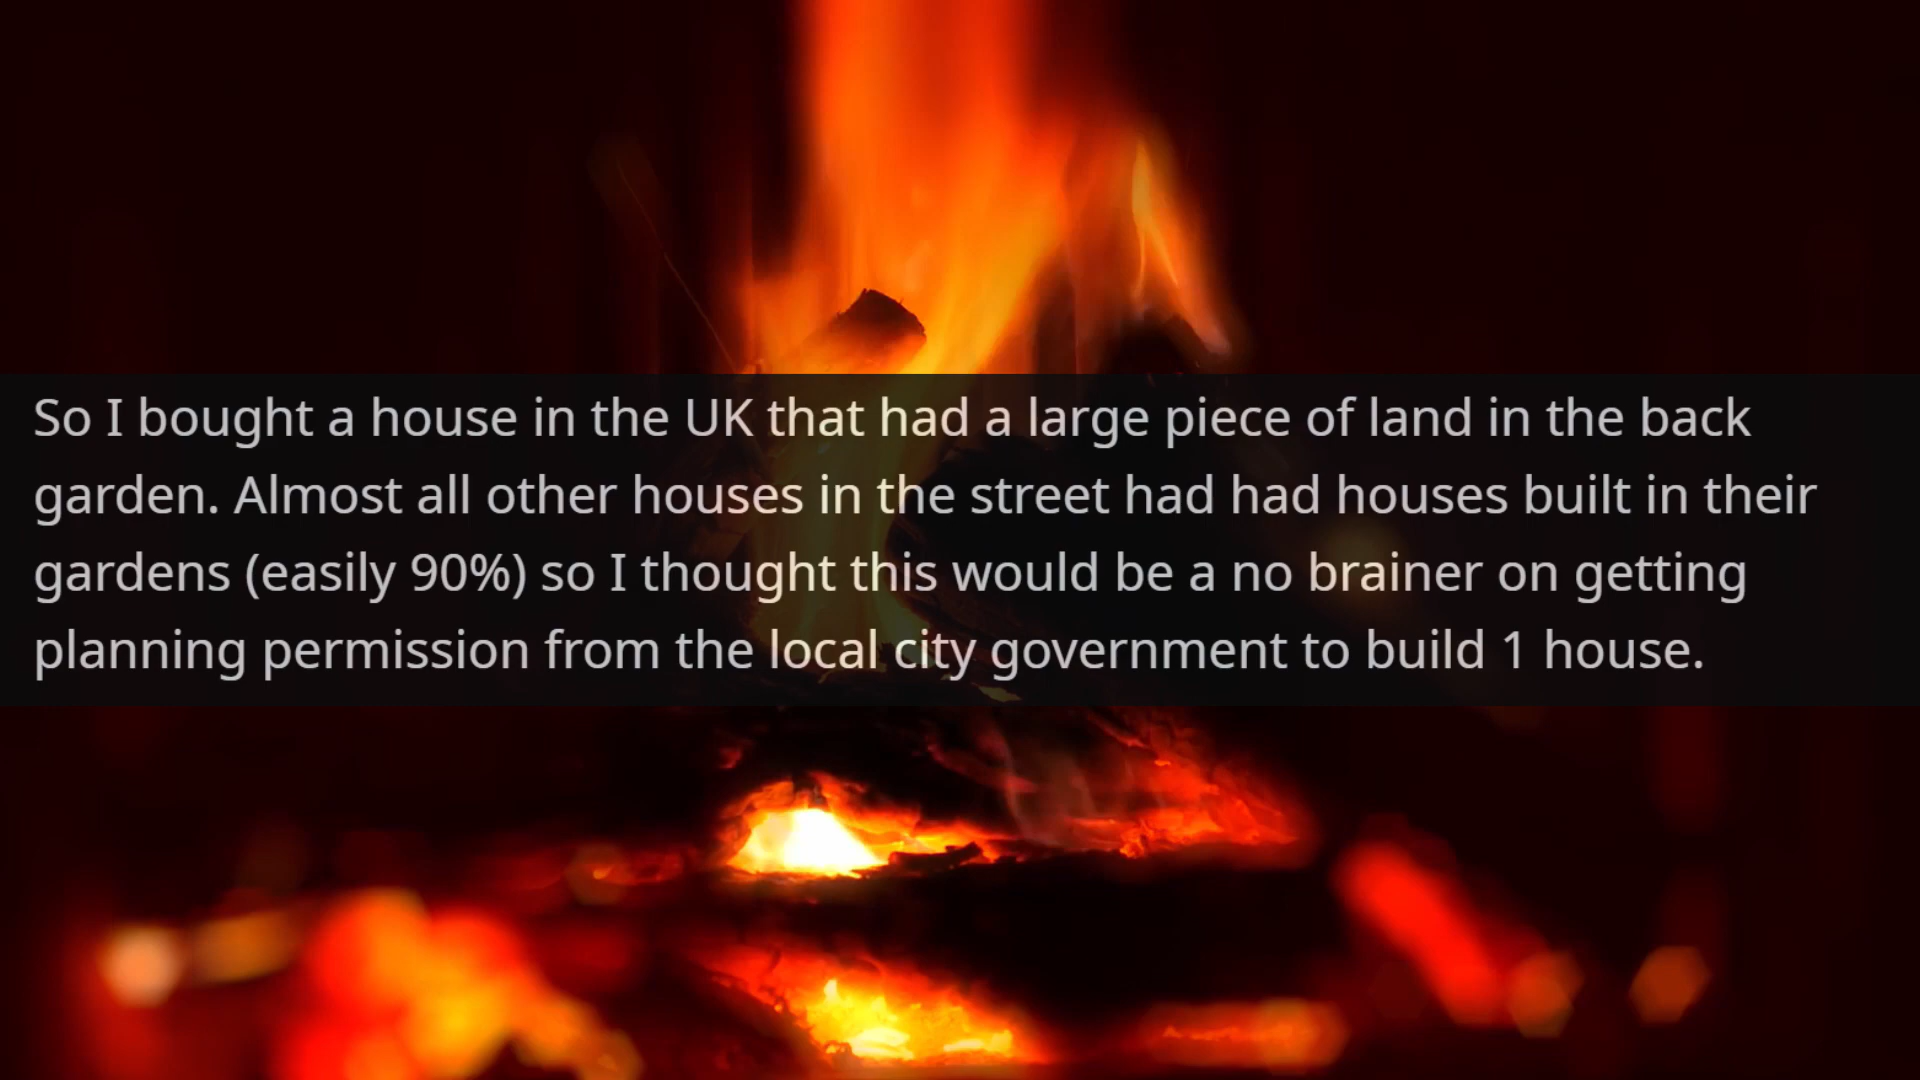 So I bought a house in the UK that had a large piece of land in the back
garden. Almost all other houses in the street had had houses built in their
gardens (easily 90%) so I thought this would be a no brainer on getting
planning permission from the local city government to build 1 house.